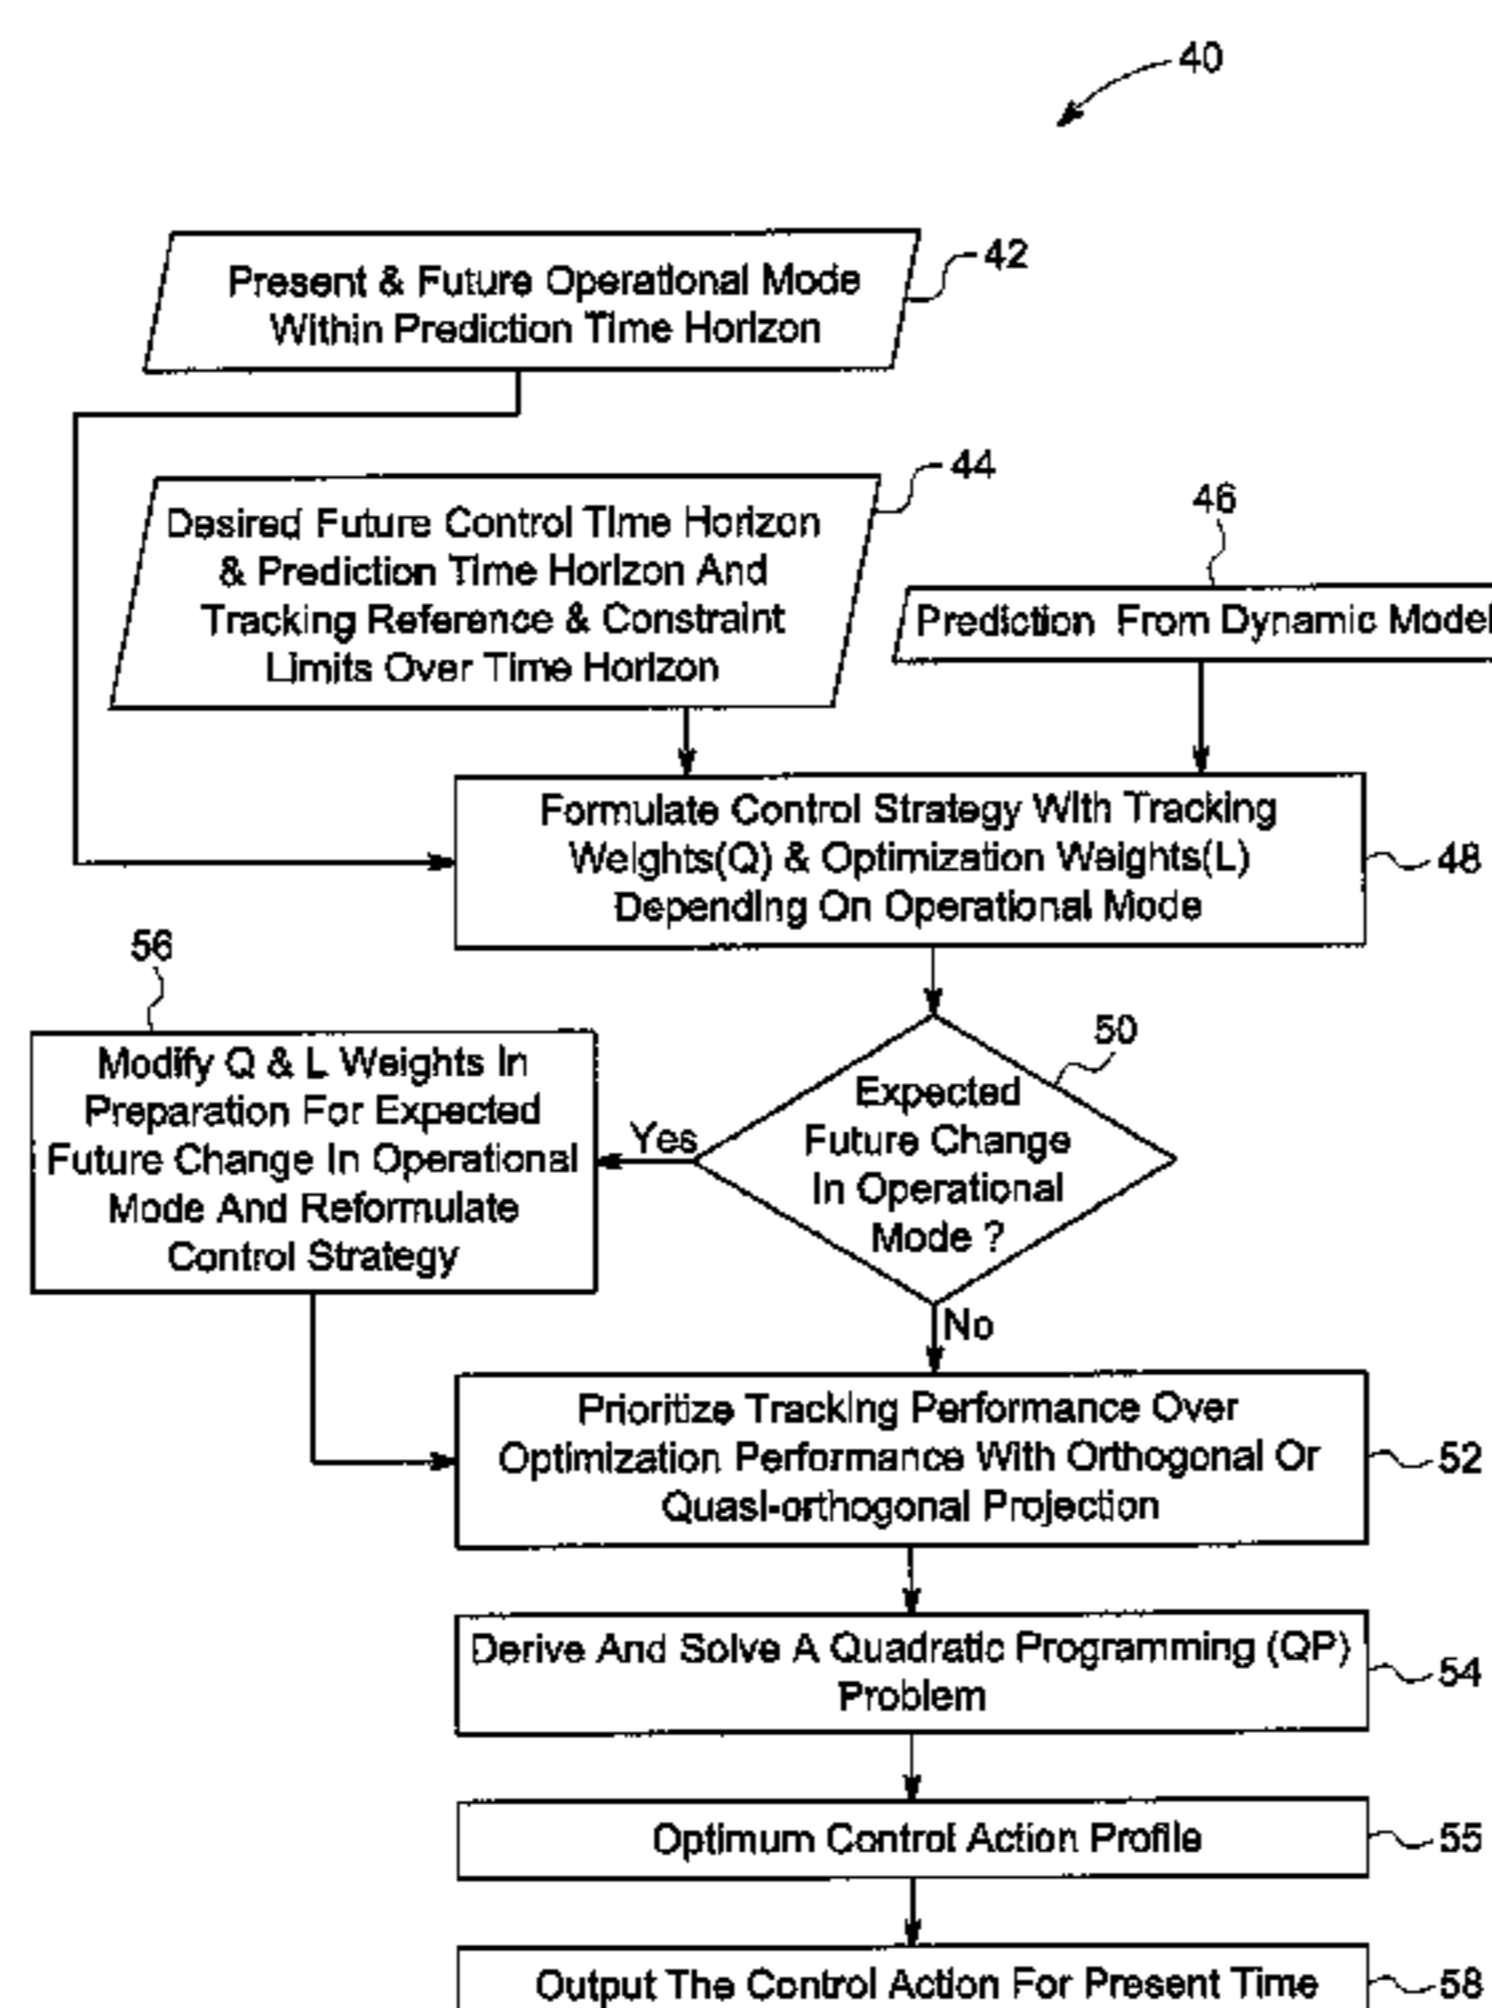 40
Present & Future Operational Mode
Within Prediction Time Horizon
42
Desired Future Control Time Horizon
& Prediction Time Horizon And
Tracking Reference & Constraint
Limits Over Time Horizon
44
46
Prediction From Dynamic Model
Formulate Control Strategy With Tracking
Weights(Q) & Optimization Weights(L)
Depending On Operational Mode
48
56
Modify Q & L Weights In
Preparation For Expected
Future Change In Operational
Mode And Reformulate
Control Strategy
Yes
50
Expected
Future Change
In Operational
Mode ?
No
Prioritize Tracking Performance Over
Optimization Performance With Orthogonal Or
Quasi-orthogonal Projection
52
Derive And Solve A Quadratic Programming (QP)
Problem
54
Optimum Control Action Profile
55
Output The Control Action For Present Time
58